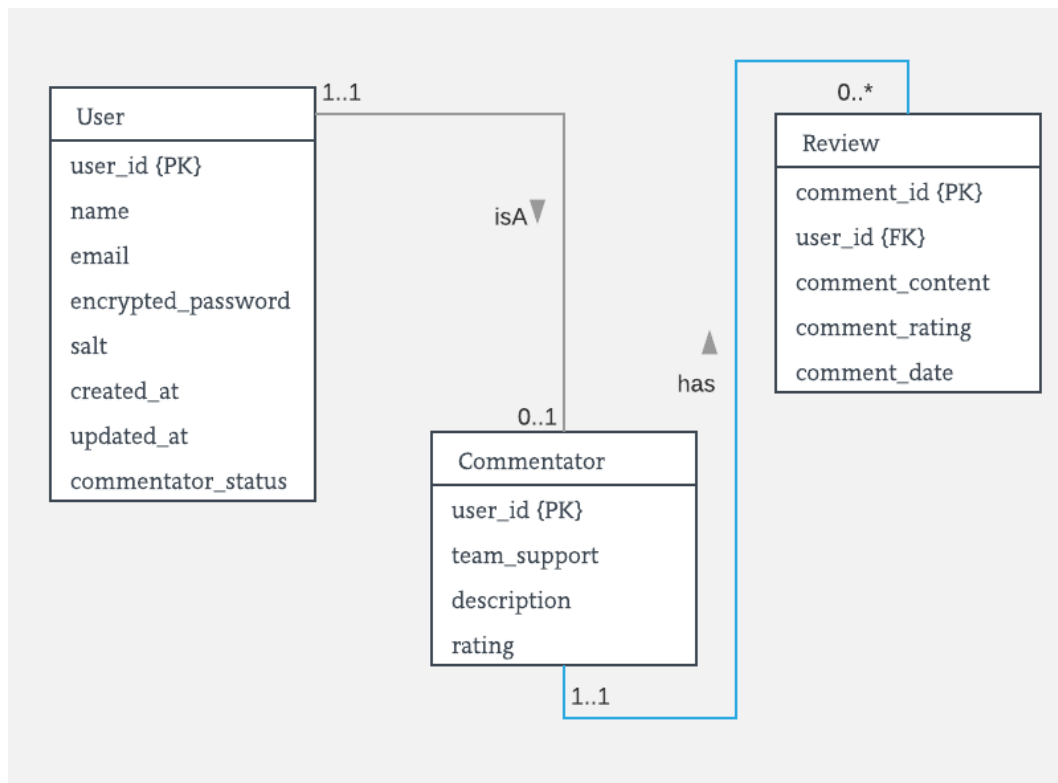 User
user_id {PK}
name
email
encrypted_password
salt
created_at
updated_at
commentator_status
1..1
isA
0..1
Commentator
user_id {PK}
team_support
description
rating
1..1
has
0..*
Review
comment_id {PK}
user_id {FK}
comment_content
comment_rating
comment_date